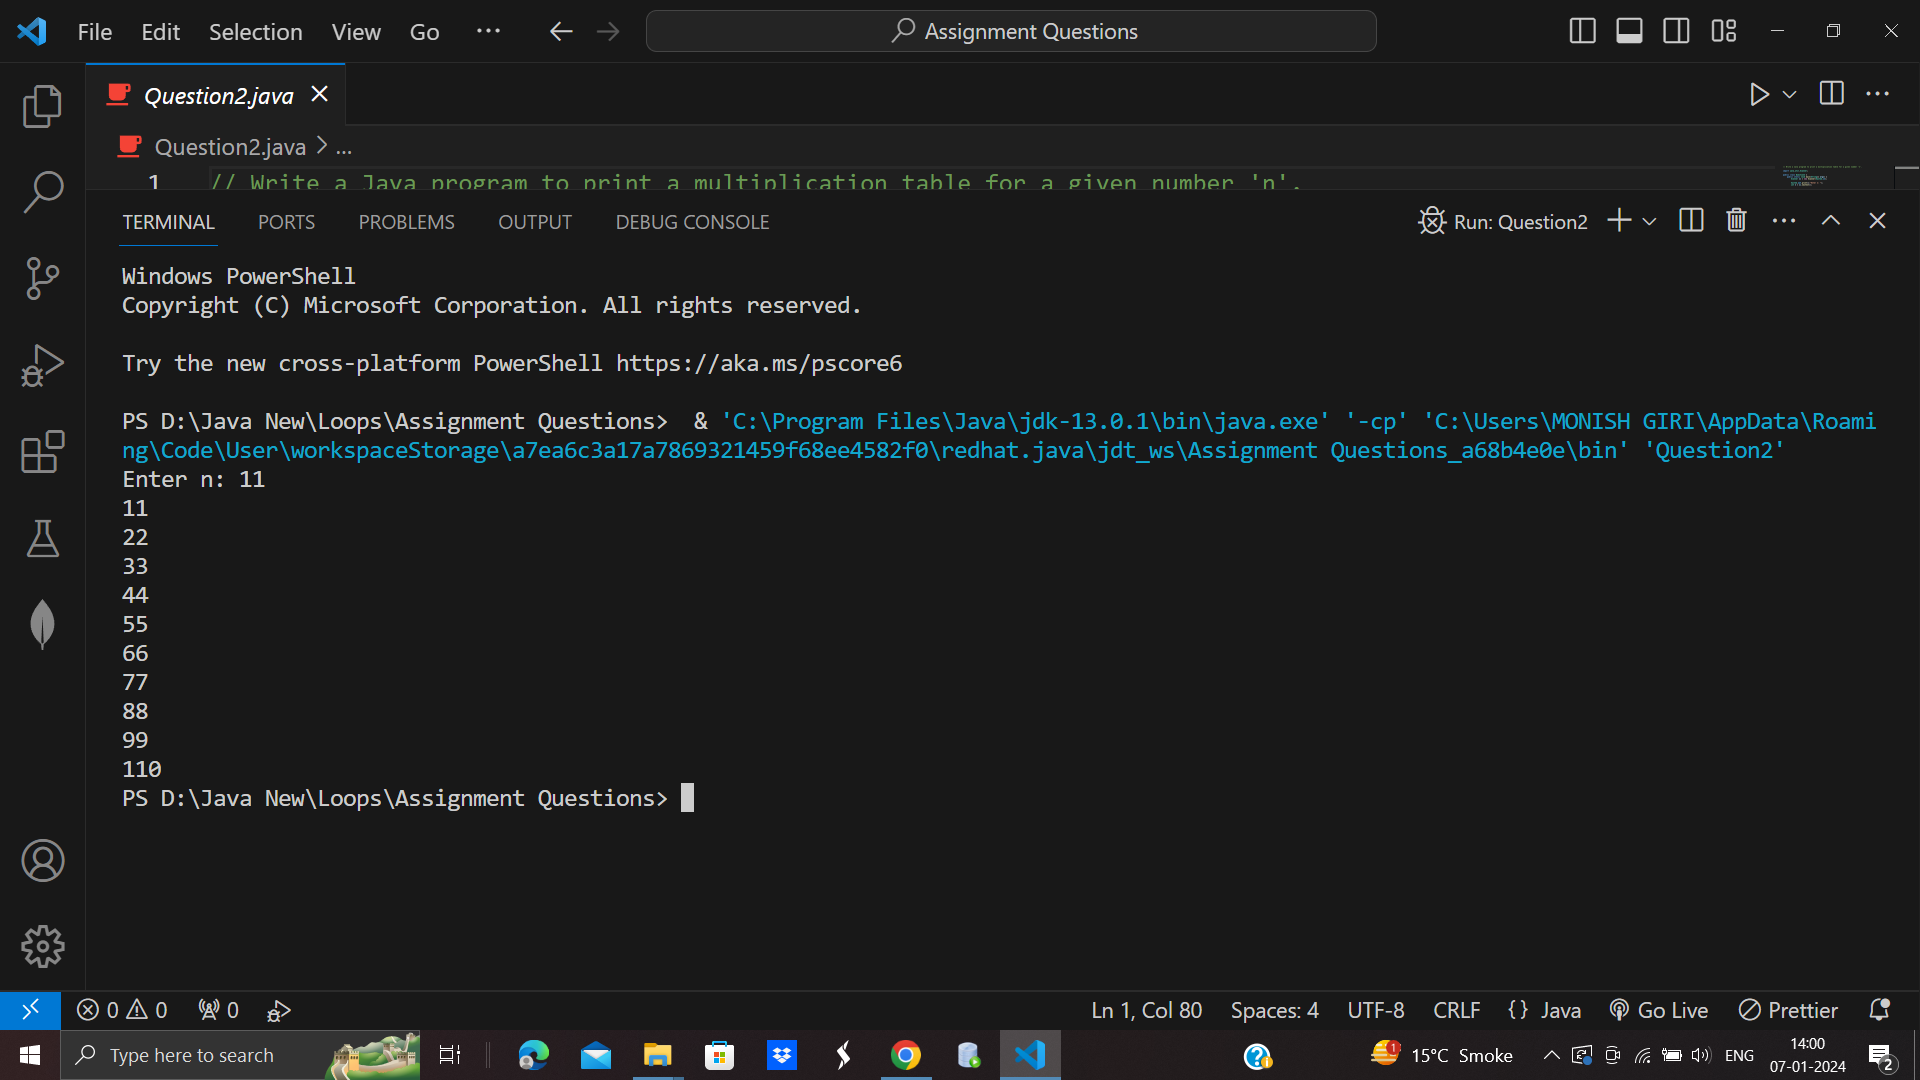 File Edit Selection View Go ··· Assignment Questions
Question2.java
Question2.java > ...
1 // Write a Java program to print a multiplication table for a given number 'n'.
TERMINAL PORTS PROBLEMS OUTPUT DEBUG CONSOLE Run: Question2
Windows PowerShell
Copyright (C) Microsoft Corporation. All rights reserved.
Try the new cross-platform PowerShell https://aka.ms/pscore6
PS D:\Java New\Loops\Assignment Questions>  & 'C:\Program Files\Java\jdk-13.0.1\bin\java.exe' '-cp' 'C:\Users\MONISH GIRI\AppData\Roami
ng\Code\User\workspaceStorage\a7ea6c3a17a7869321459f68ee4582f0\redhat.java\jdt_ws\Assignment Questions_a68b4e0e\bin' 'Question2'
Enter n: 11
11
22
33
44
55
66
77
88
99
110
PS D:\Java New\Loops\Assignment Questions>
0 0 0 Ln 1, Col 80 Spaces: 4 UTF-8 CRLF {} Java Go Live Prettier
Type here to search 1 15°C Smoke ENG 14:00
07-01-2024 2